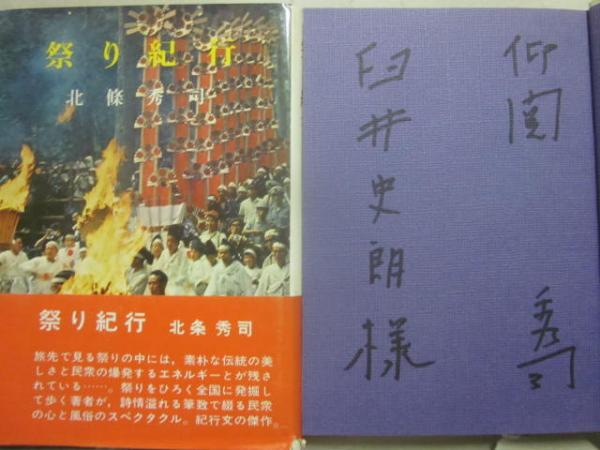 祭り紀行
北條秀司
祭り紀行 北条 秀司
旅先で見る祭りの中には，素朴な伝統の美
しさと民衆の爆発するエネルギーとが残さ
れている……。祭りをひろく全国に発掘し
て歩く著者が，詩情溢れる筆致で綴る民衆
の心と風俗のスペクタクル。紀行文の傑作。
仰閲
秀司
臼井史朗様